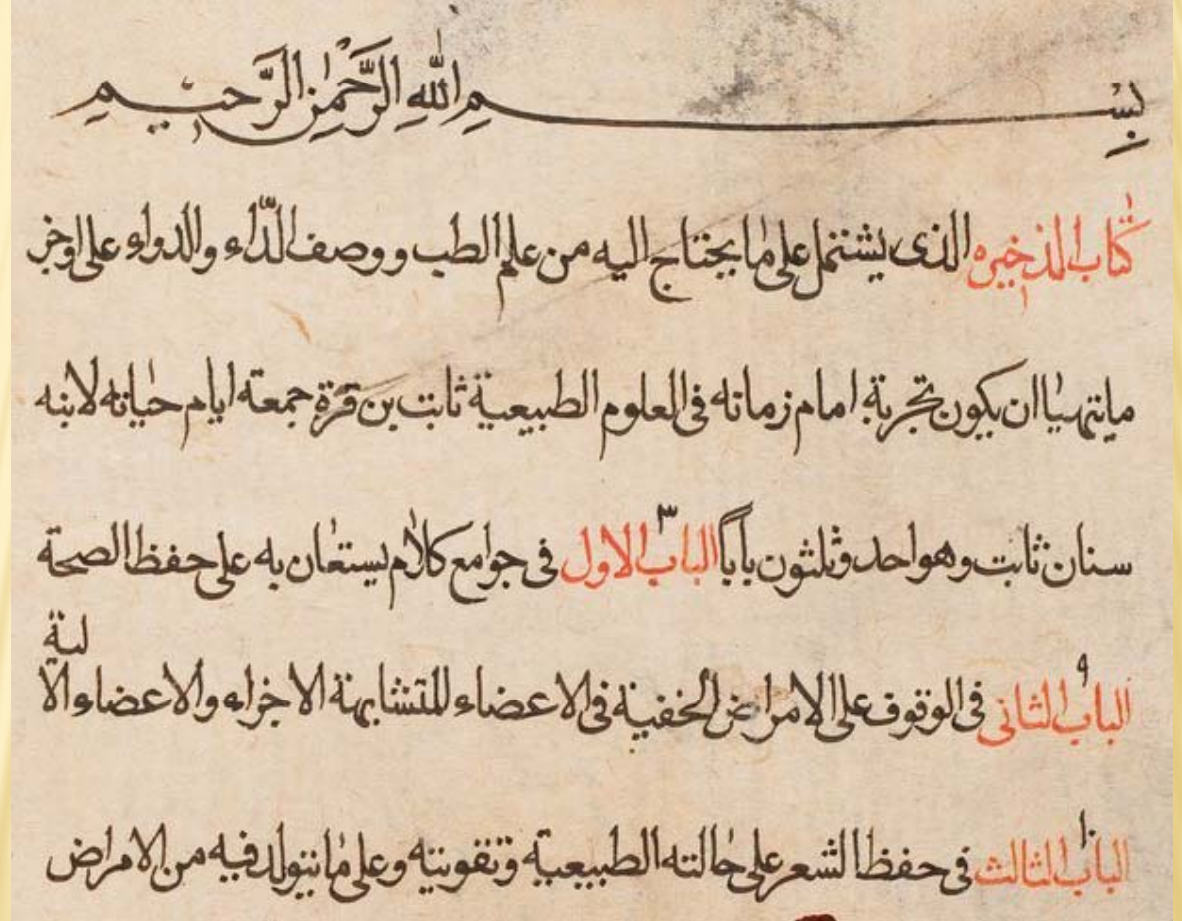 بسم الله الرحمن الرحيم
كتاب الذخيره الذى يشتمل على ما يحتاج اليه من علم الطب ووصف الداء والدواء على اوجز
ما يتهيا ان يكون تجربة امام زمانه فى العلوم الطبيعية ثابت بن قرة جمعته ايام حياته لابنه
سنان ثابت وهو احد وثلثون بابا الباب الاول فى جوامع كلام يستعان به على حفظ الصحة
الباب الثانى فى الوقوف على الامراض الخفية فى الاعضاء المتشابهة الاجزاء والاعضاء الا
لية
الباب الثالث فى حفظ الشعر على حالته الطبيعية وتقويته وعلى ما يتولد فيه من الامراض